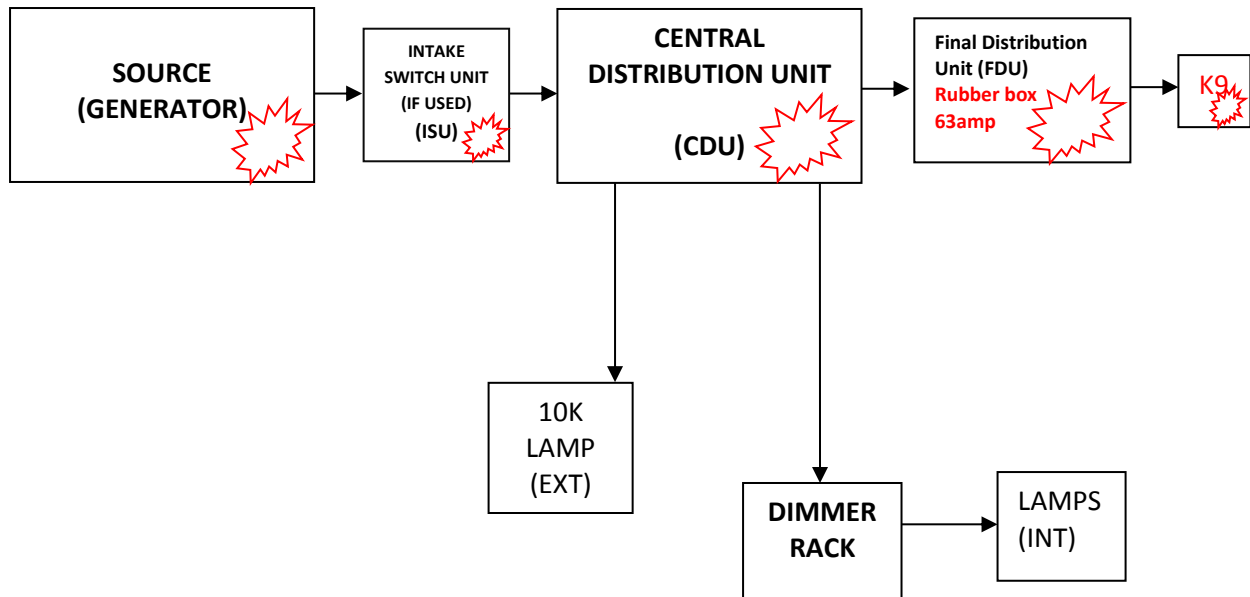 SOURCE
(GENERATOR)
INTAKE
SWITCH UNIT
(IF USED)
(ISU)
CENTRAL
DISTRIBUTION UNIT
(CDU)
Final Distribution
Unit (FDU)
Rubber box
63amp
K9
10K
LAMP
(EXT)
DIMMER
RACK
LAMPS
(INT)